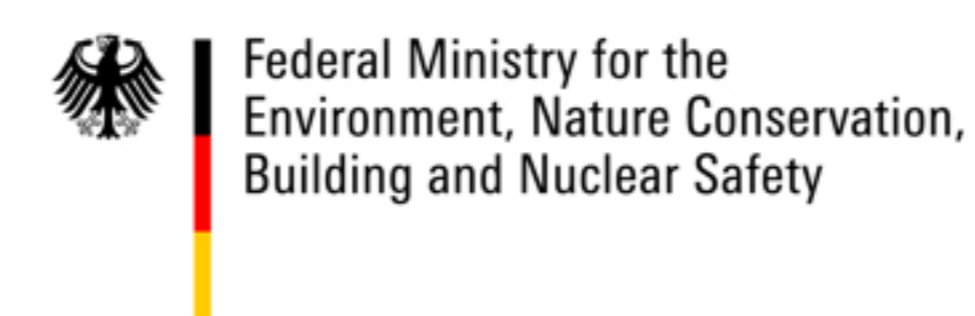 Federal Ministry for the
Environment, Nature Conservation,
Building and Nuclear Safety